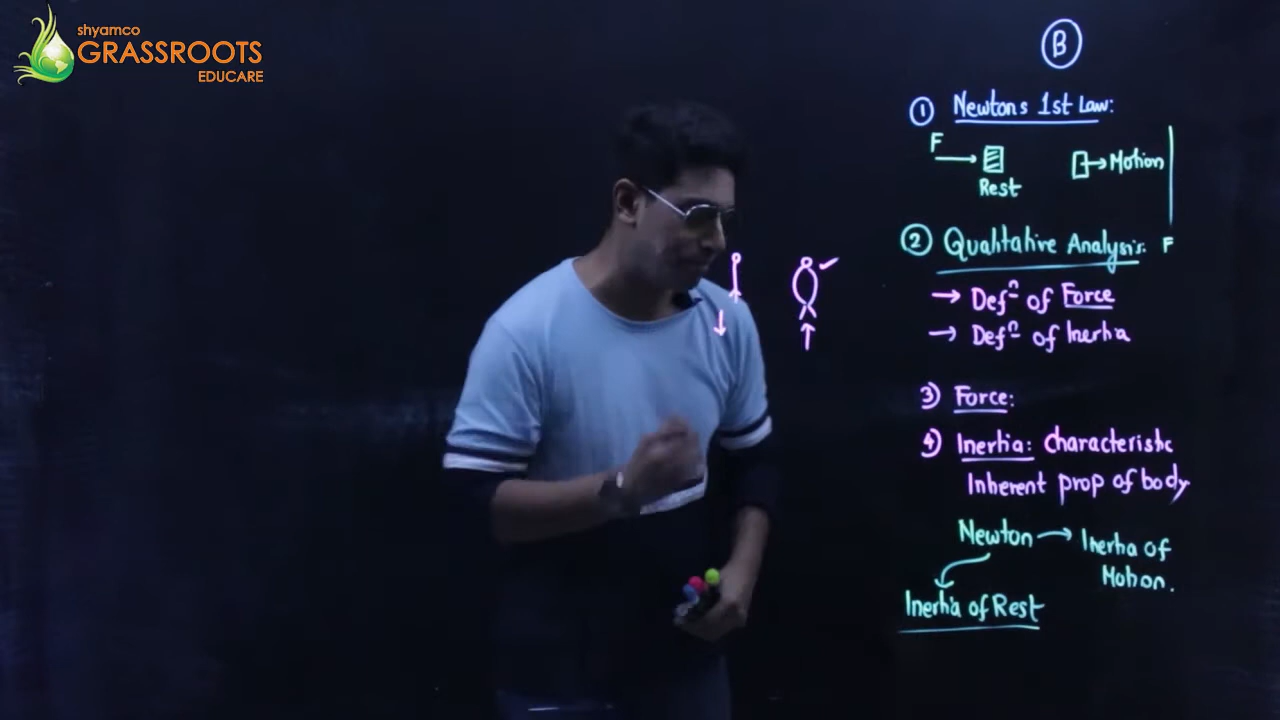 shyamco
GRASSROOTS
EDUCARE
B
1 Newtons 1st Law:
F
Rest
Motion
2 Qualitative Analysis: F
→ Defⁿ of Force
→ Defⁿ of Inertia
3) Force:
4) Inertia: characteristic
Inherent prop of body
Newton → Inertia of
Motion.
Inertia of Rest